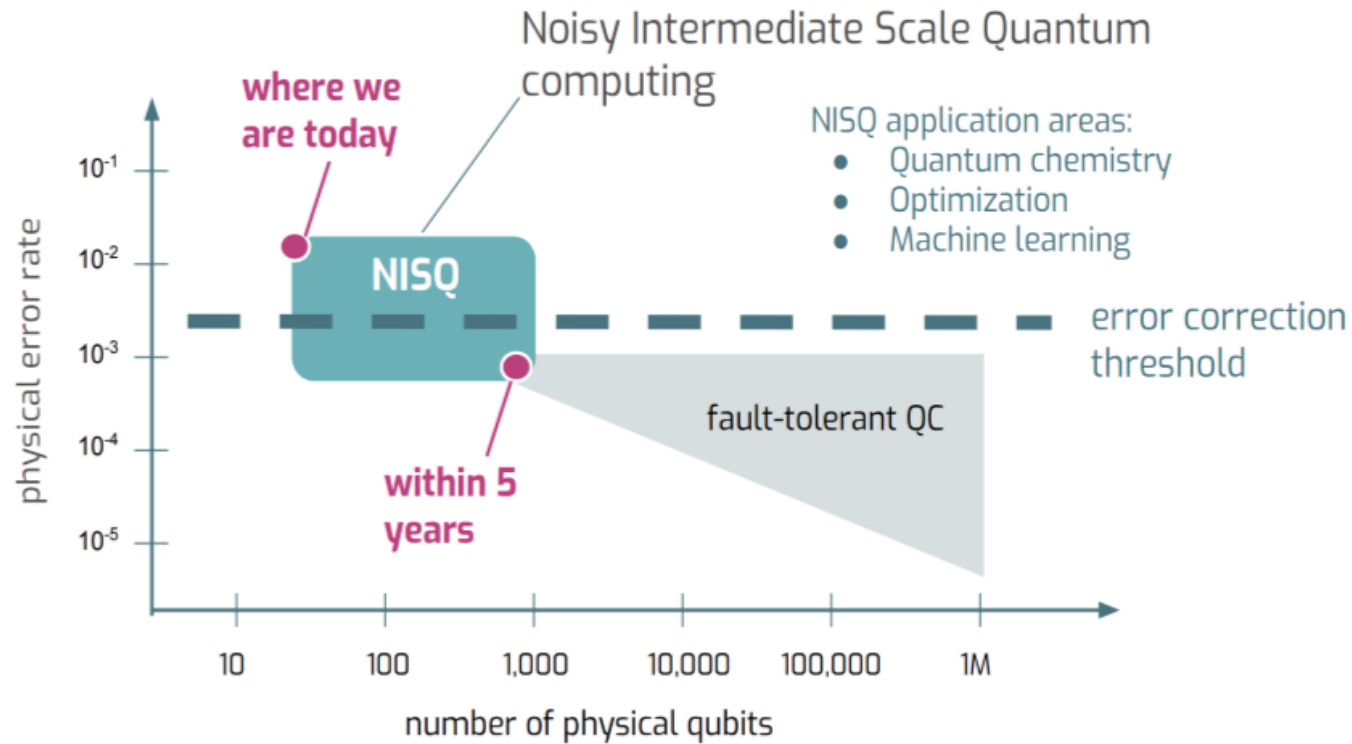 Noisy Intermediate Scale Quantum
computing
where we
are today
NISQ application areas:
● Quantum chemistry
● Optimization
● Machine learning
10⁻¹
10⁻²
10⁻³
10⁻⁴
10⁻⁵
physical error rate
NISQ
error correction
threshold
fault-tolerant QC
within 5
years
10 100 1,000 10,000 100,000 1M
number of physical qubits